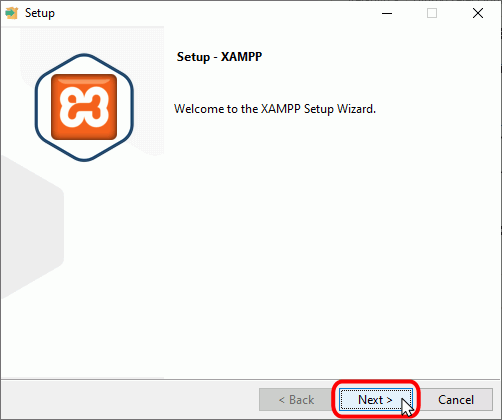 Setup
Setup - XAMPP
Welcome to the XAMPP Setup Wizard.
< Back
Next >
Cancel